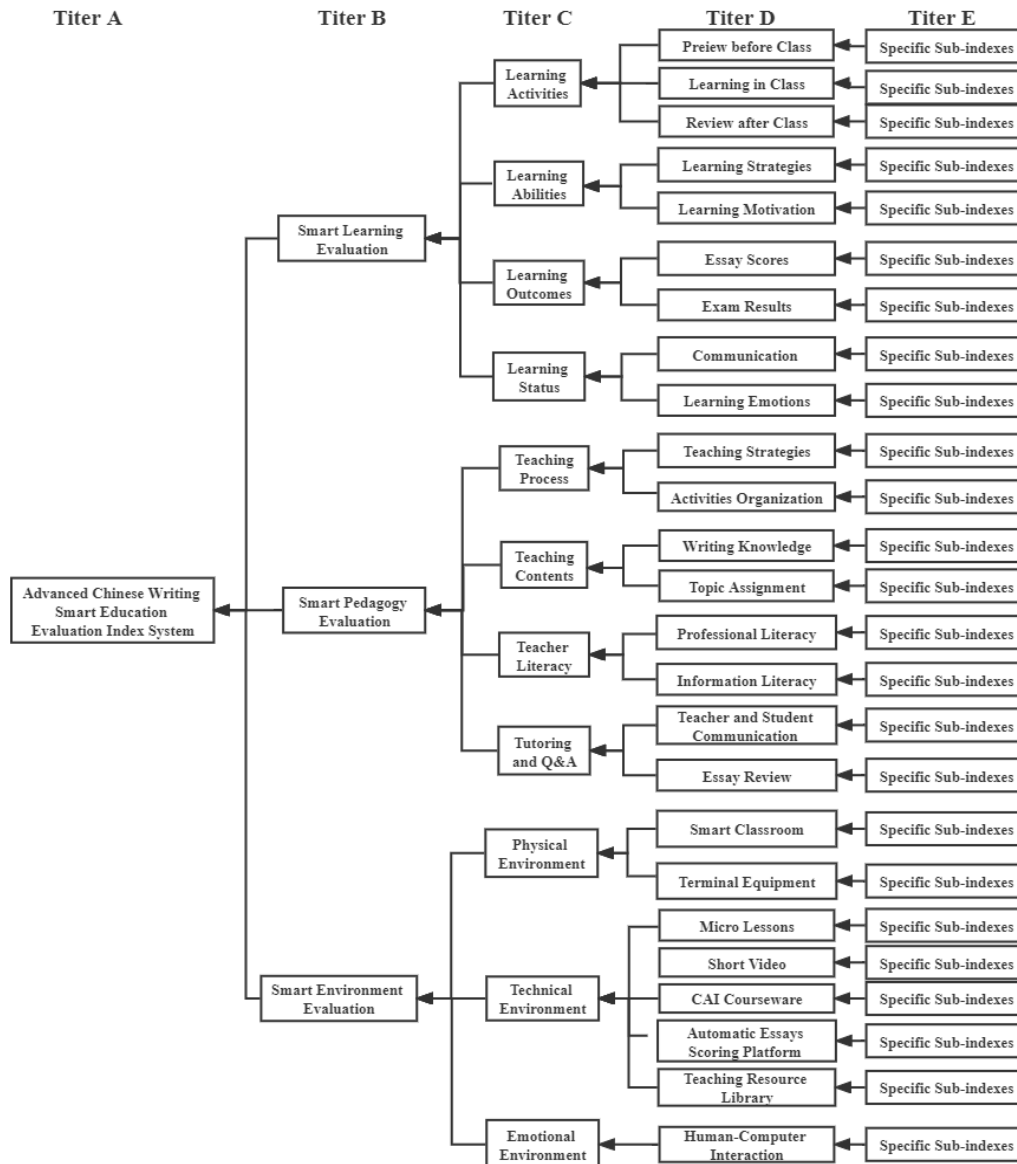 Titer A
Titer B
Titer C
Titer D
Titer E
Preiew before Class
Specific Sub-indexes
Learning
Activities
Learning in Class
Specific Sub-indexes
Review after Class
Specific Sub-indexes
Learning Strategies
Specific Sub-indexes
Learning
Abilities
Learning Motivation
Specific Sub-indexes
Smart Learning
Evaluation
Essay Scores
Specific Sub-indexes
Learning
Outcomes
Exam Results
Specific Sub-indexes
Communication
Specific Sub-indexes
Learning
Status
Learning Emotions
Specific Sub-indexes
Teaching Strategies
Specific Sub-indexes
Teaching
Process
Activities Organization
Specific Sub-indexes
Writing Knowledge
Specific Sub-indexes
Teaching
Contents
Topic Assignment
Specific Sub-indexes
Advanced Chinese Writing
Smart Education
Evaluation Index System
Smart Pedagogy
Evaluation
Professional Literacy
Specific Sub-indexes
Teacher
Literacy
Information Literacy
Specific Sub-indexes
Teacher and Student
Communication
Specific Sub-indexes
Tutoring
and Q&A
Essay Review
Specific Sub-indexes
Smart Classroom
Specific Sub-indexes
Physical
Environment
Terminal Equipment
Specific Sub-indexes
Micro Lessons
Specific Sub-indexes
Short Video
Specific Sub-indexes
Smart Environment
Evaluation
Technical
Environment
CAI Courseware
Specific Sub-indexes
Automatic Essays
Scoring Platform
Specific Sub-indexes
Teaching Resource
Library
Specific Sub-indexes
Emotional
Environment
Human-Computer
Interaction
Specific Sub-indexes